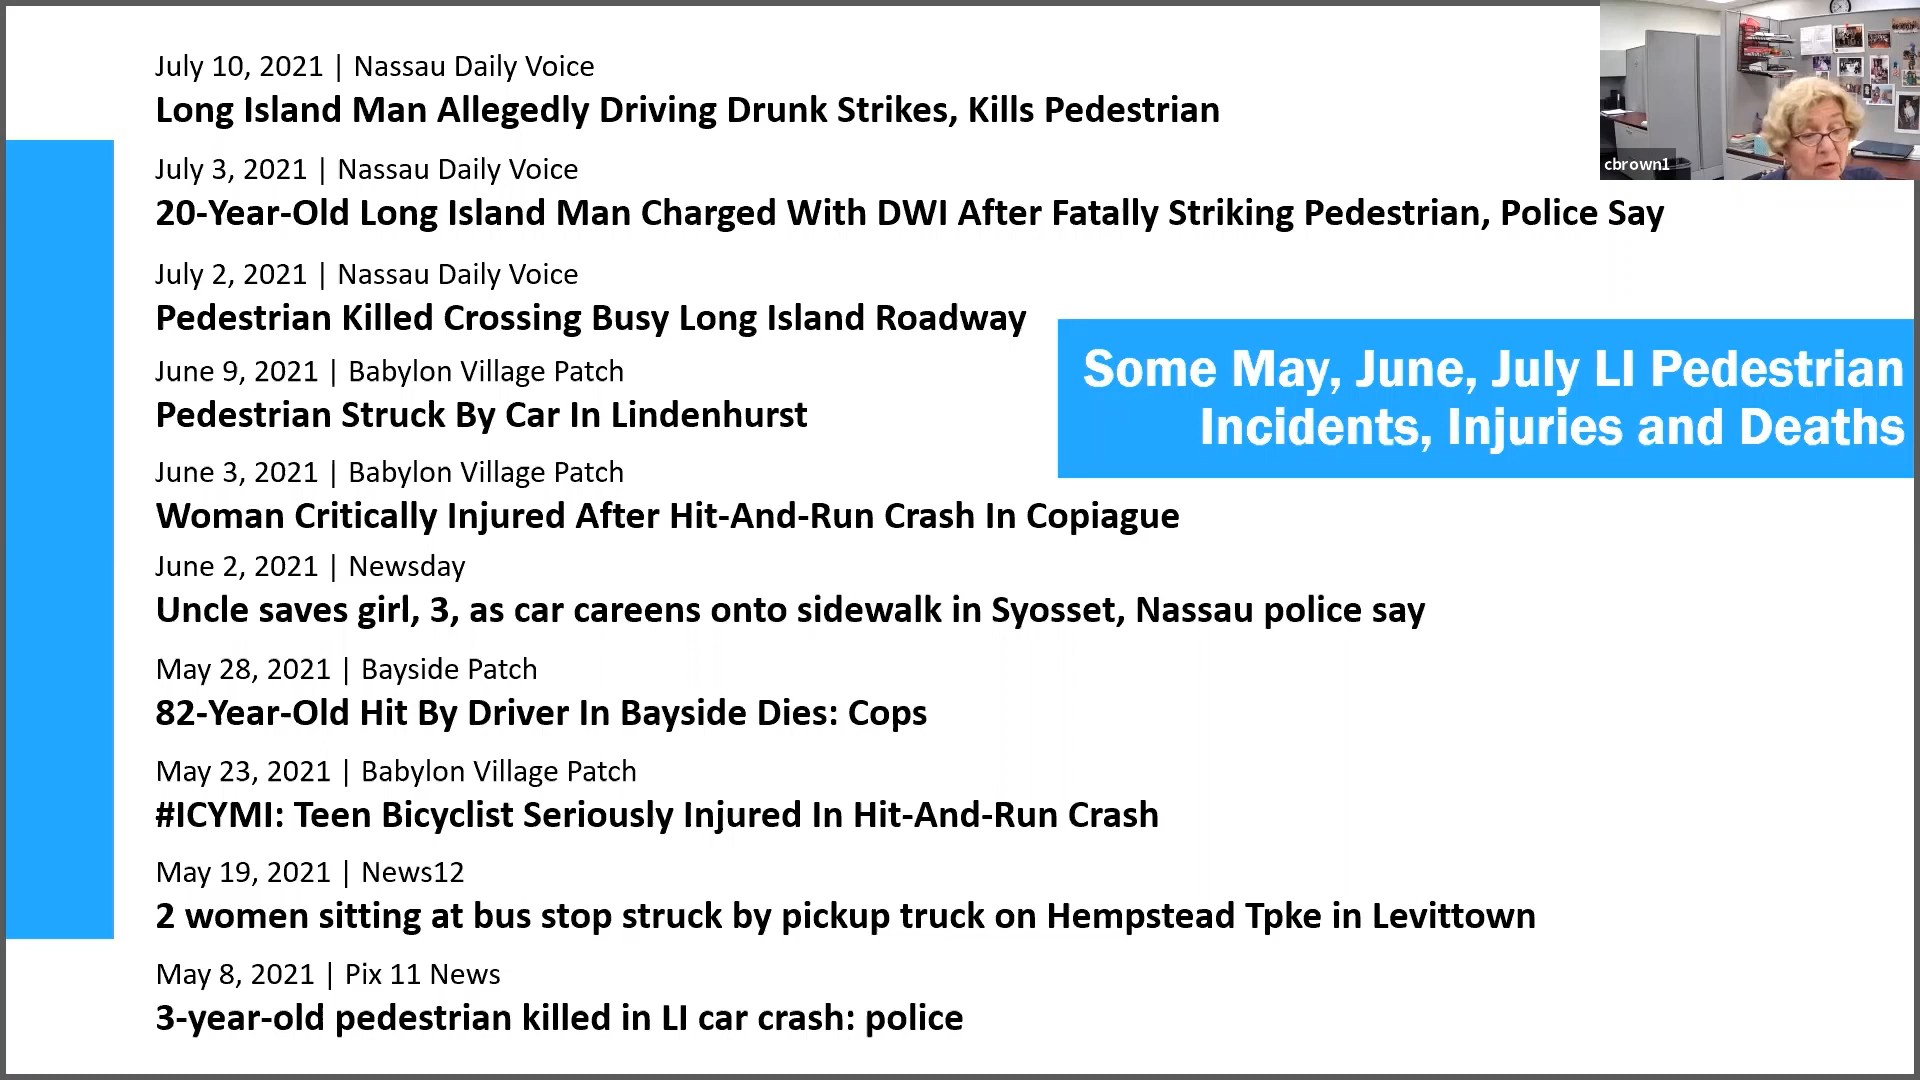 July 10, 2021 | Nassau Daily Voice
Long Island Man Allegedly Driving Drunk Strikes, Kills Pedestrian
July 3, 2021 | Nassau Daily Voice
20-Year-Old Long Island Man Charged With DWI After Fatally Striking Pedestrian, Police Say
July 2, 2021 | Nassau Daily Voice
Pedestrian Killed Crossing Busy Long Island Roadway
June 9, 2021 | Babylon Village Patch
Pedestrian Struck By Car In Lindenhurst
June 3, 2021 | Babylon Village Patch
Woman Critically Injured After Hit-And-Run Crash In Copiague
June 2, 2021 | Newsday
Uncle saves girl, 3, as car careens onto sidewalk in Syosset, Nassau police say
May 28, 2021 | Bayside Patch
82-Year-Old Hit By Driver In Bayside Dies: Cops
May 23, 2021 | Babylon Village Patch
#ICYMI: Teen Bicyclist Seriously Injured In Hit-And-Run Crash
May 19, 2021 | News12
2 women sitting at bus stop struck by pickup truck on Hempstead Tpke in Levittown
May 8, 2021 | Pix 11 News
3-year-old pedestrian killed in LI car crash: police
Some May, June, July LI Pedestrian
Incidents, Injuries and Deaths
cbrown1